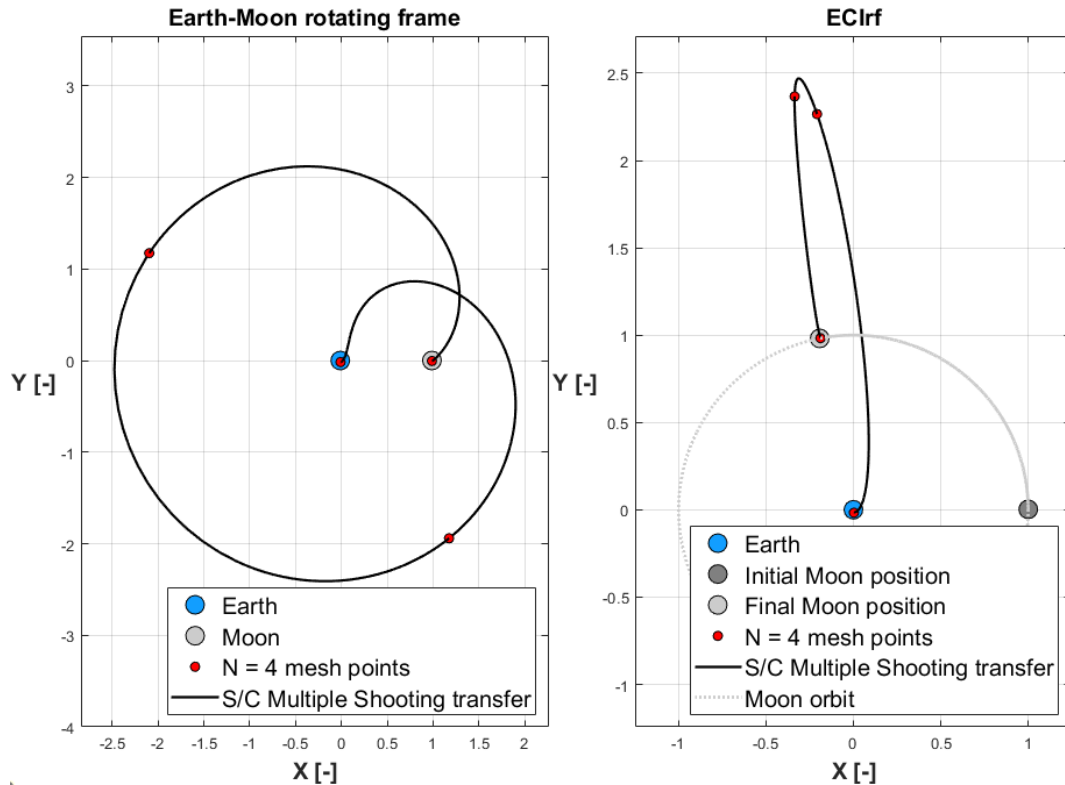 Earth-Moon rotating frame
3
2
1
0
-1
-2
-3
-4
Y [-]
-2.5
-2
-1.5
-1
-0.5
0
0.5
1
1.5
2
X [-]
Earth
Moon
N = 4 mesh points
S/C Multiple Shooting transfer
ECIrf
2.5
2
1.5
1
0.5
0
-0.5
-1
Y [-]
-1
-0.5
0
0.5
1
X [-]
Earth
Initial Moon position
Final Moon position
N = 4 mesh points
S/C Multiple Shooting transfer
Moon orbit